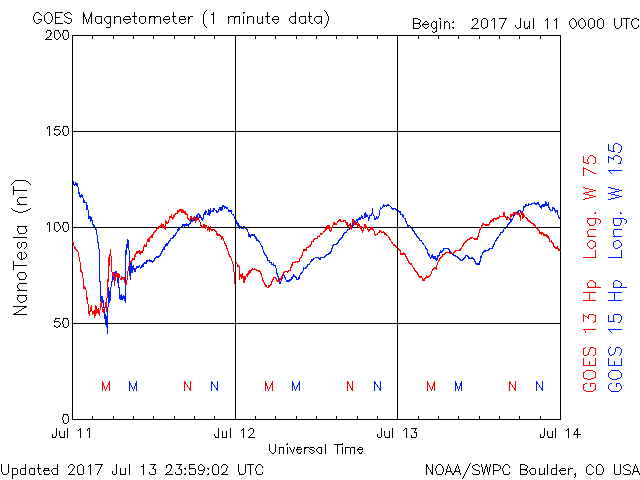 GOES Magnetometer (1 minute data)
Begin: 2017 Jul 11 0000 UTC
200
150
100
50
0
NanoTesla (nT)
M M N N M M N N M M N N
Jul 11 Jul 12 Jul 13 Jul 14
Universal Time
GOES 13 Hp Long. W 75
GOES 15 Hp Long. W 135
Updated 2017 Jul 13 23:59:02 UTC
NOAA/SWPC Boulder, CO USA